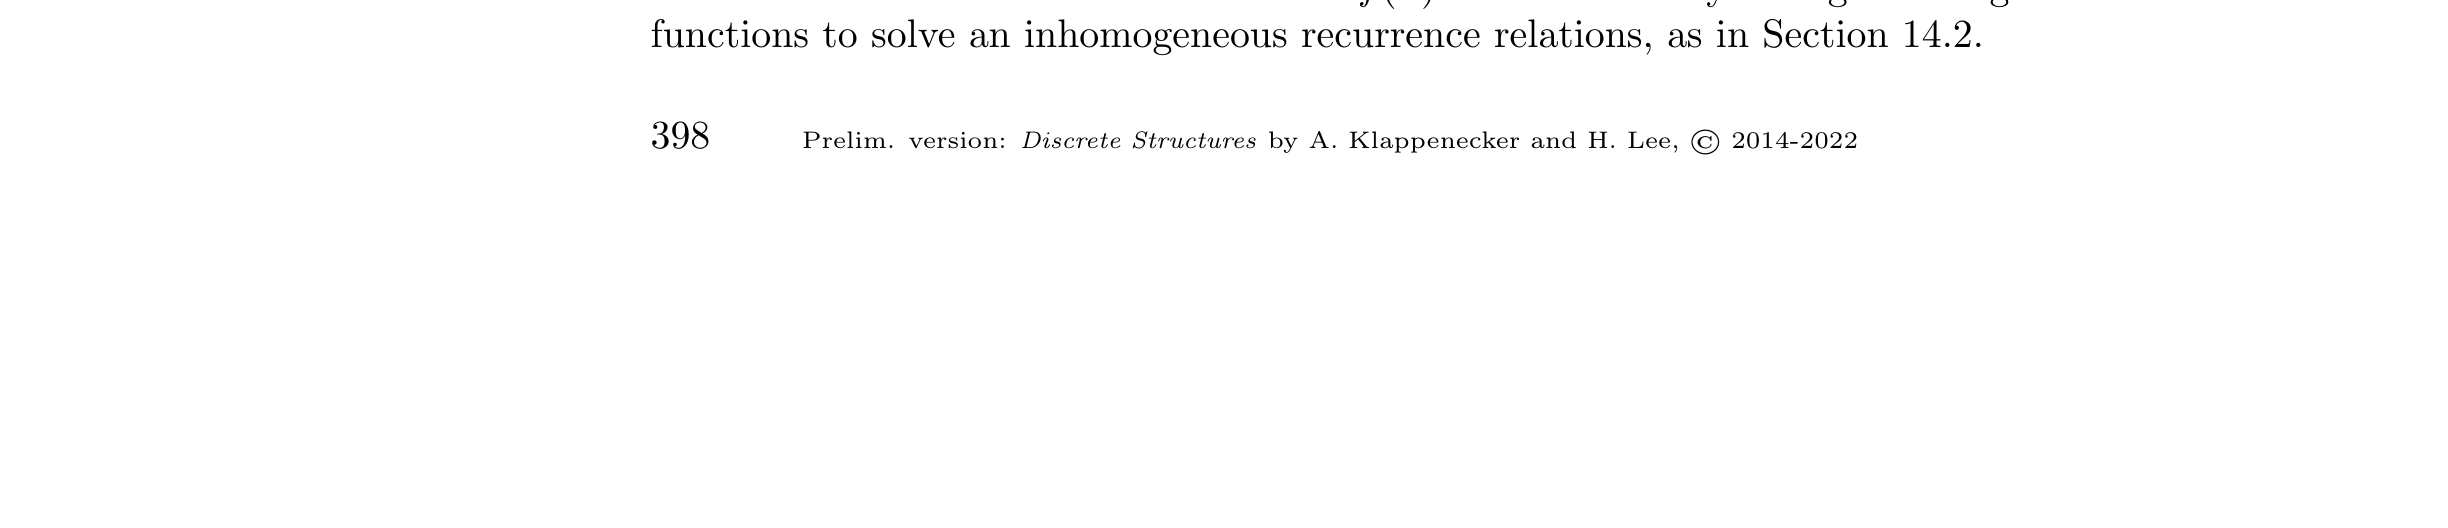 functions to solve an inhomogeneous recurrence relations, as in Section 14.2.
398 Prelim. version: Discrete Structures by A. Klappenecker and H. Lee, © 2014-2022